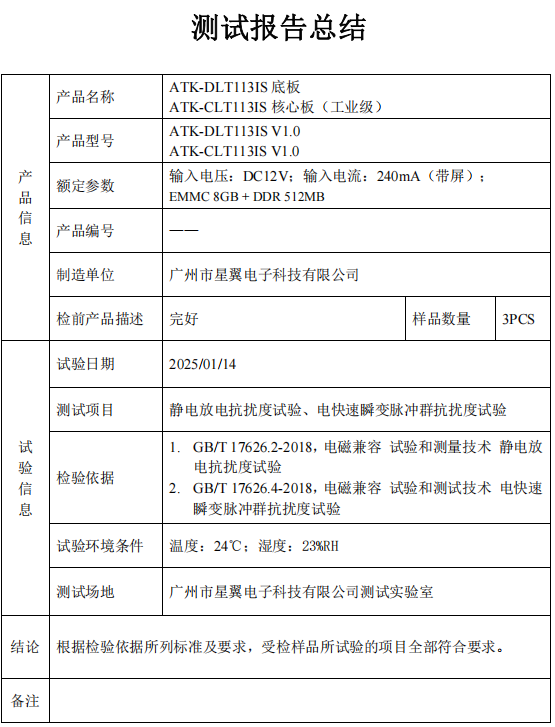 测试报告总结
产品信息
产品名称
ATK-DLT113IS 底板
ATK-CLT113IS 核心板（工业级）
产品型号
ATK-DLT113IS V1.0
ATK-CLT113IS V1.0
额定参数
输入电压：DC12V；输入电流：240mA（带屏）；
EMMC 8GB + DDR 512MB
产品编号
——
制造单位
广州市星翼电子科技有限公司
检前产品描述
完好
样品数量
3PCS
试验信息
试验日期
2025/01/14
测试项目
静电放电抗扰度试验、电快速瞬变脉冲群抗扰度试验
检验依据
1. GB/T 17626.2-2018，电磁兼容 试验和测量技术 静电放
电抗扰度试验
2. GB/T 17626.4-2018，电磁兼容 试验和测试技术 电快速
瞬变脉冲群抗扰度试验
试验环境条件
温度：24℃；湿度：23%RH
测试场地
广州市星翼电子科技有限公司测试实验室
结论
根据检验依据所列标准及要求，受检样品所试验的项目全部符合要求。
备注